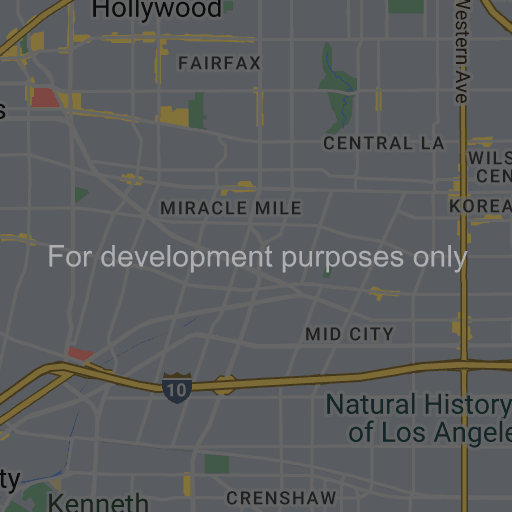 Hollywood
Western Ave
FAIRFAX
s
CENTRAL LA
WILS
CEN
MIRACLE MILE
KOREA
For development purposes only
MID CITY
10
Natural History
of Los Angele
ty
Kenneth
CRENSHAW